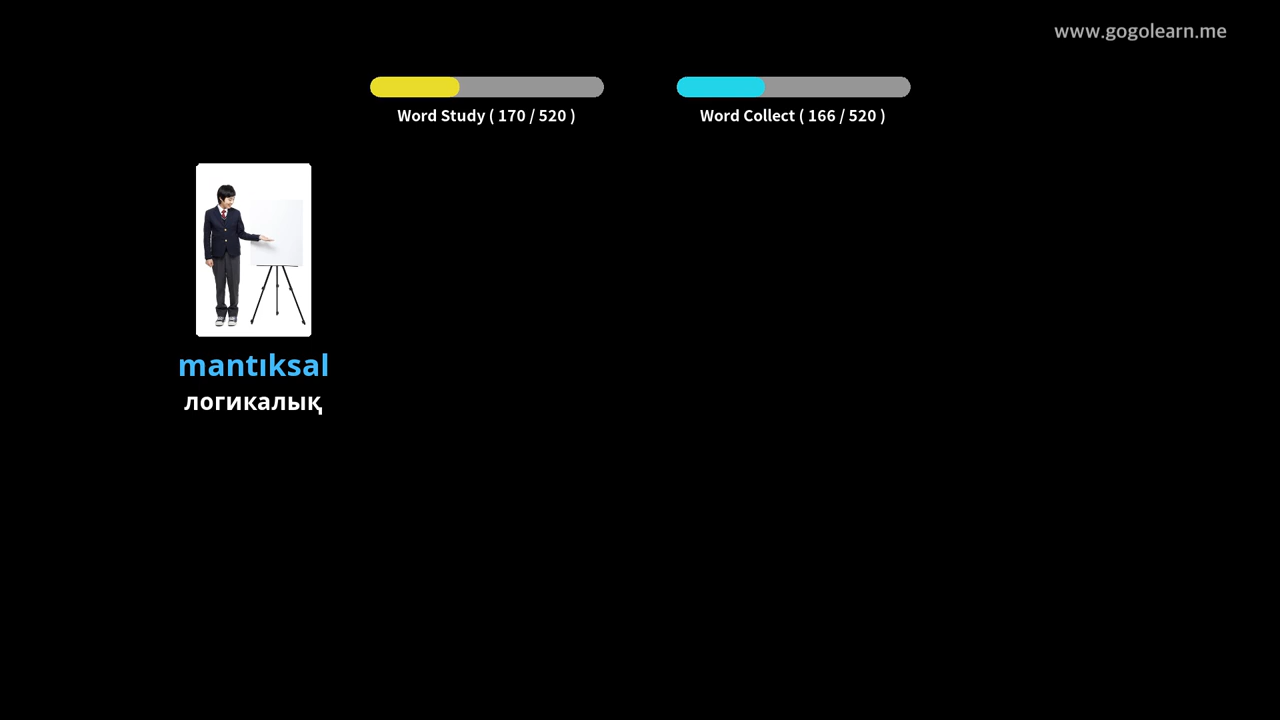 www.gogolearn.me
Word Study ( 170 / 520 )
Word Collect ( 166 / 520 )
mantıksal
логикалық